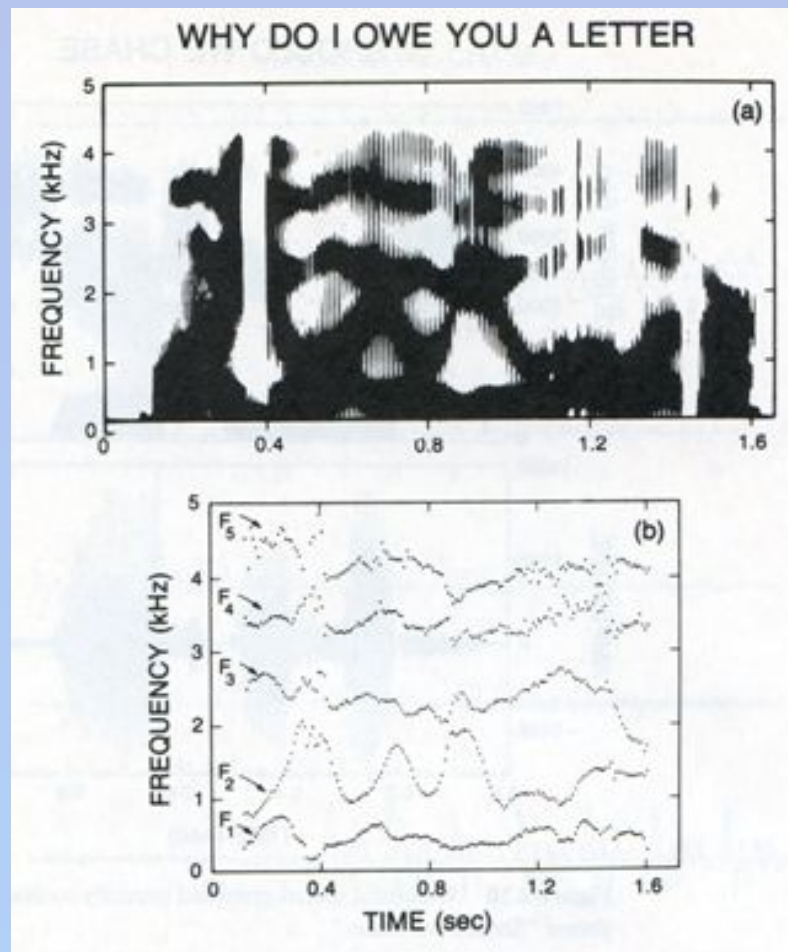 WHY DO I OWE YOU A LETTER
(a)
FREQUENCY (kHz)
5
4
3
2
1
0
0 0.4 0.8 1.2 1.6
(b)
FREQUENCY (kHz)
5
4
3
2
1
0
F5
F4
F3
F2
F1
0 0.4 0.8 1.2 1.6
TIME (sec)